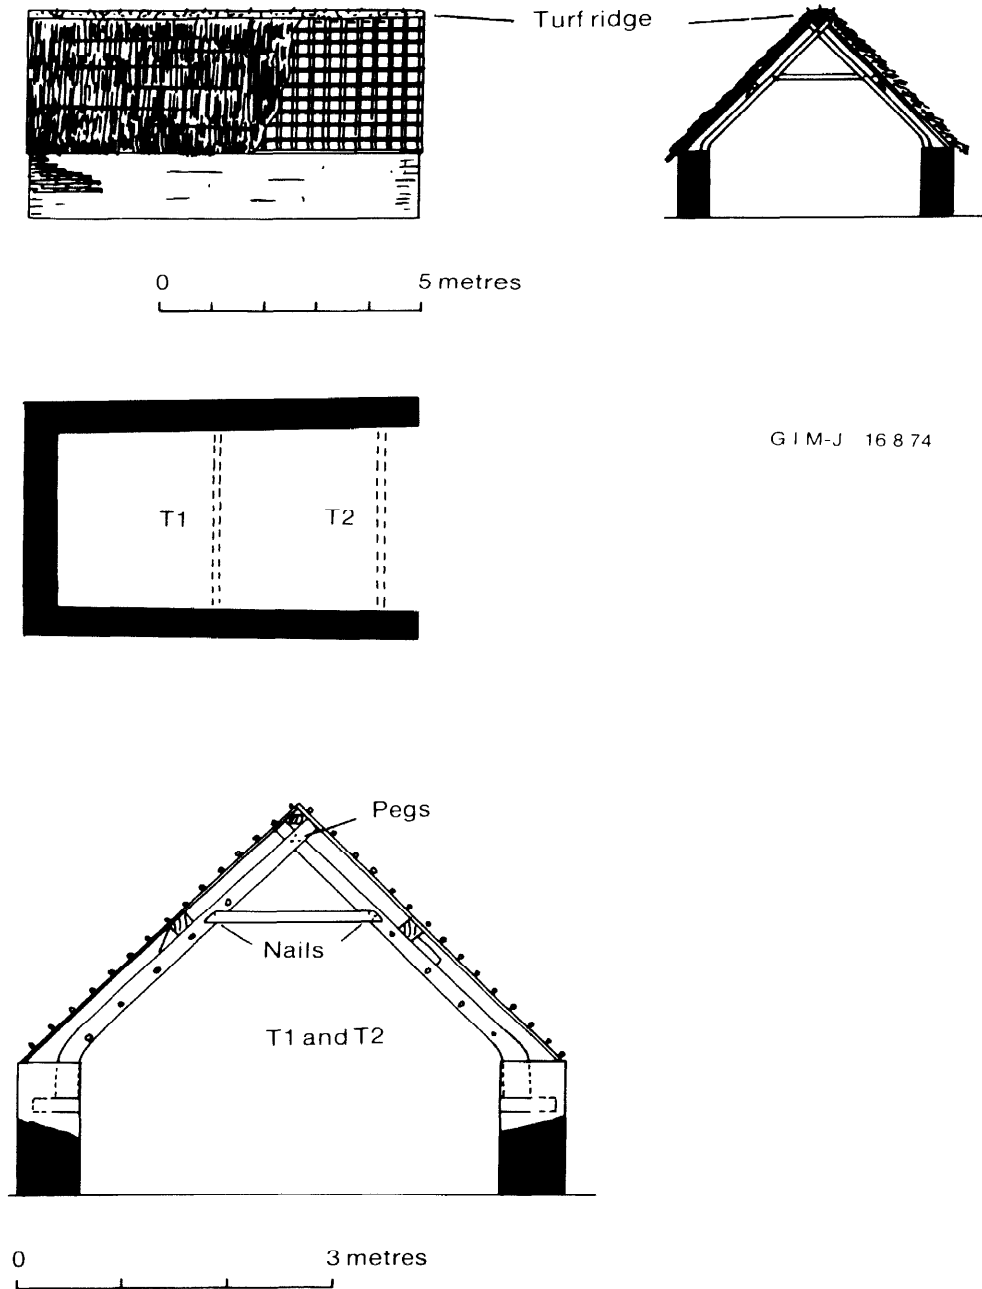 Turf ridge
0 5 metres
G I M-J 16 8 74
T1 T2
Pegs
Nails
T1 and T2
0 3 metres